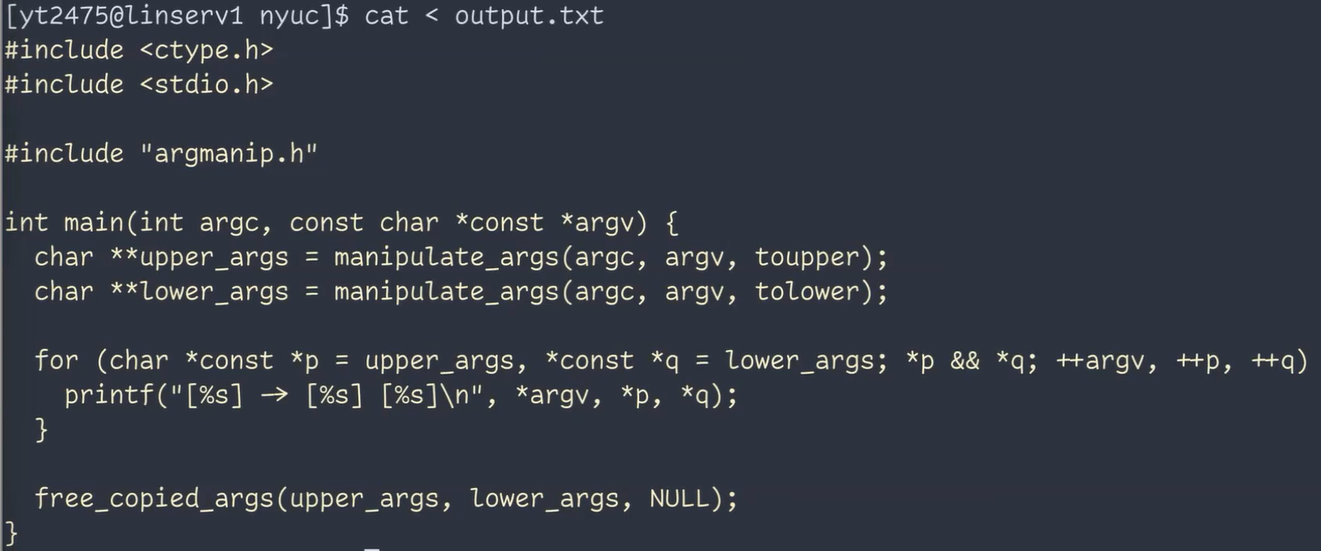 [yt2475@linserv1 nyuc]$ cat < output.txt
#include <ctype.h>
#include <stdio.h>

#include "argmanip.h"

int main(int argc, const char *const *argv) {
  char **upper_args = manipulate_args(argc, argv, toupper);
  char **lower_args = manipulate_args(argc, argv, tolower);

  for (char *const *p = upper_args, *const *q = lower_args; *p && *q; ++argv, ++p, ++q)
    printf("[%s] -> [%s] [%s]\n", *argv, *p, *q);
  }

  free_copied_args(upper_args, lower_args, NULL);
}